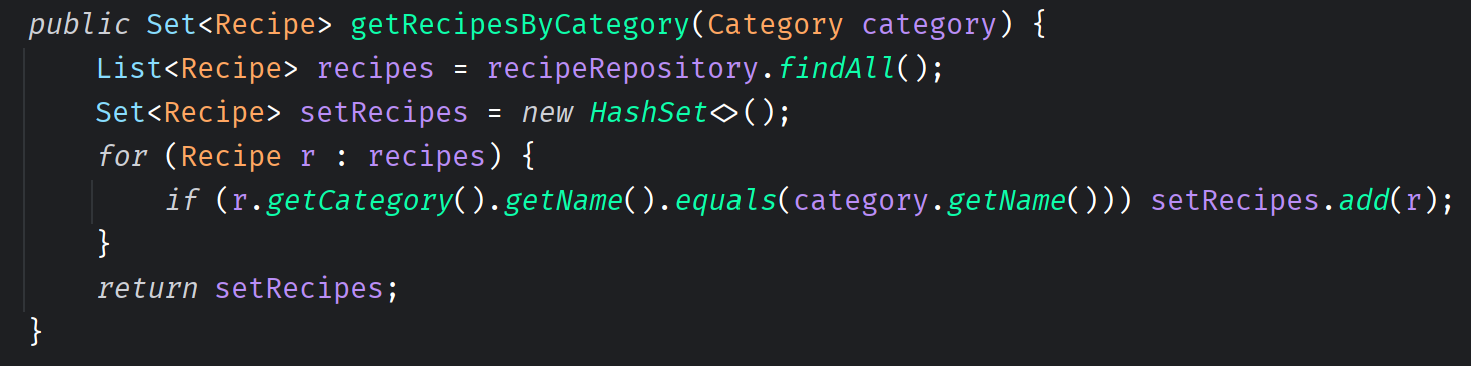 public Set<Recipe> getRecipesByCategory(Category category) {
    List<Recipe> recipes = recipeRepository.findAll();
    Set<Recipe> setRecipes = new HashSet<>();
    for (Recipe r : recipes) {
        if (r.getCategory().getName().equals(category.getName())) setRecipes.add(r);
    }
    return setRecipes;
}